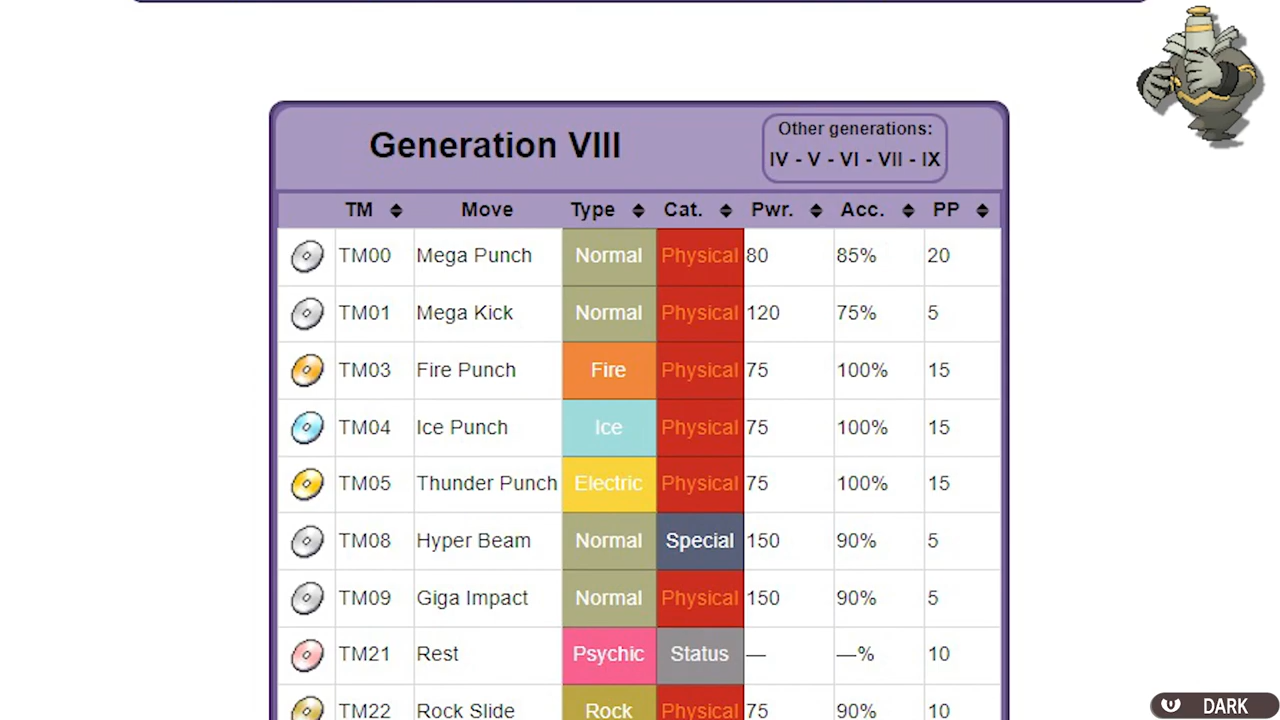 Generation VIII
Other generations:
IV - V - VI - VII - IX
TM Move Type Cat. Pwr. Acc. PP
TM00 Mega Punch Normal Physical 80 85% 20
TM01 Mega Kick Normal Physical 120 75% 5
TM03 Fire Punch Fire Physical 75 100% 15
TM04 Ice Punch Ice Physical 75 100% 15
TM05 Thunder Punch Electric Physical 75 100% 15
TM08 Hyper Beam Normal Special 150 90% 5
TM09 Giga Impact Normal Physical 150 90% 5
TM21 Rest Psychic Status — —% 10
TM22 Rock Slide Rock Physical 75 90% 10
DARK